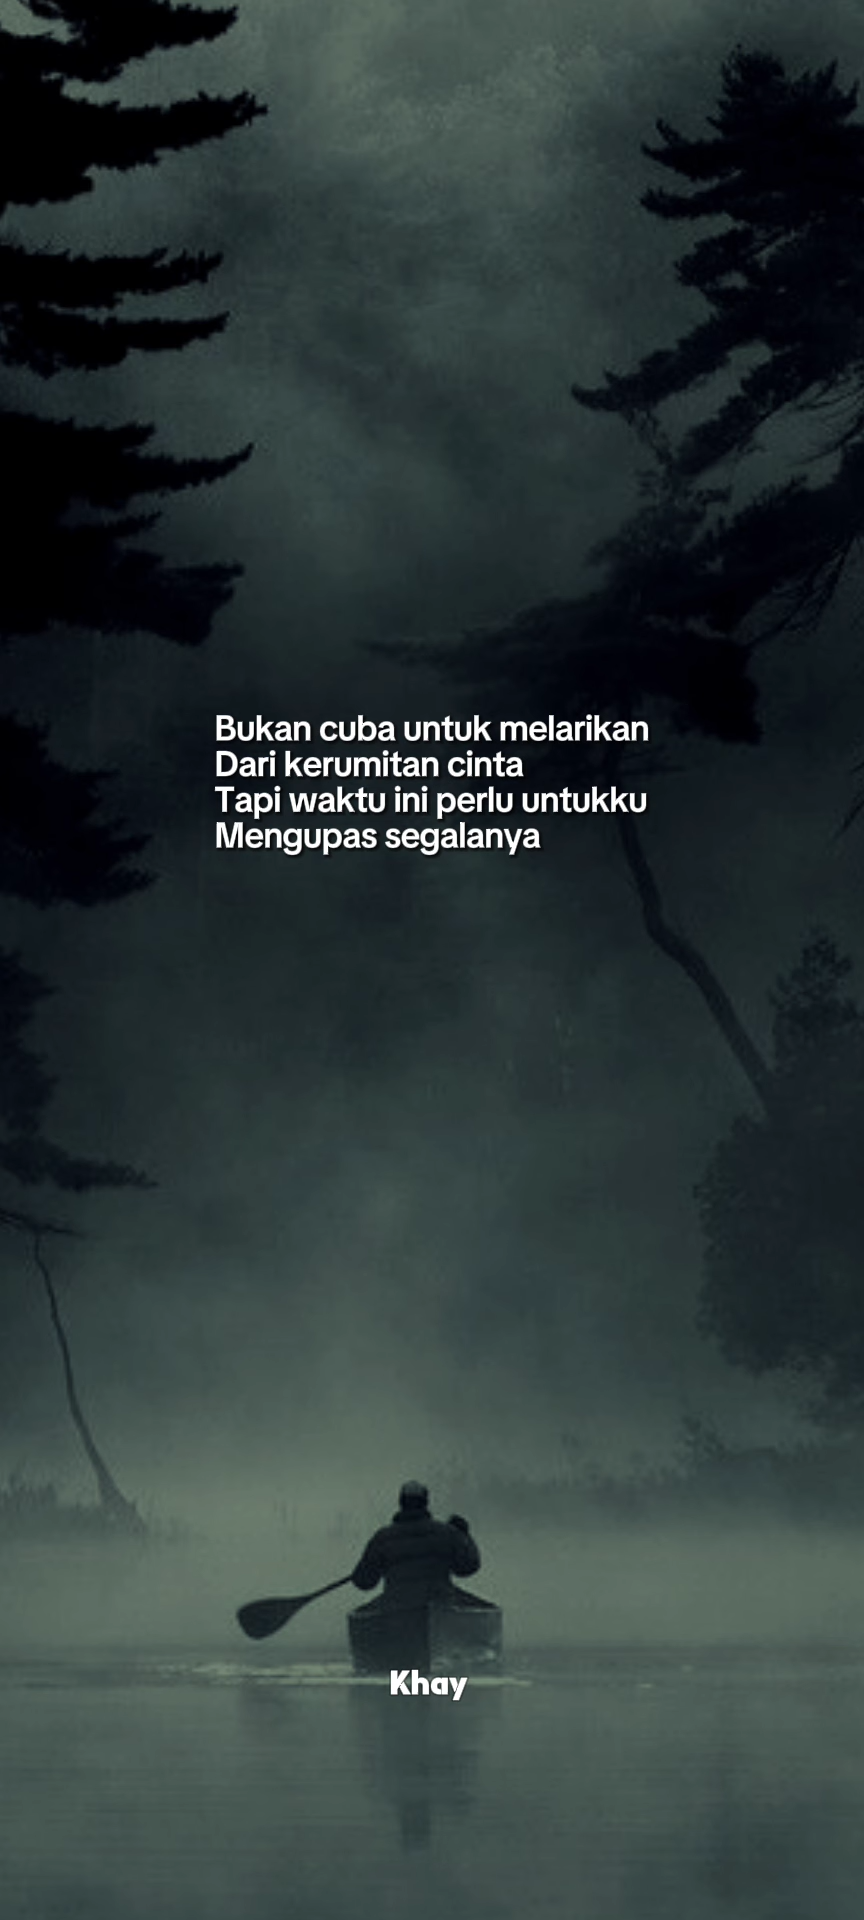 Bukan cuba untuk melarikan
Dari kerumitan cinta
Tapi waktu ini perlu untukku
Mengupas segalanya
Khay